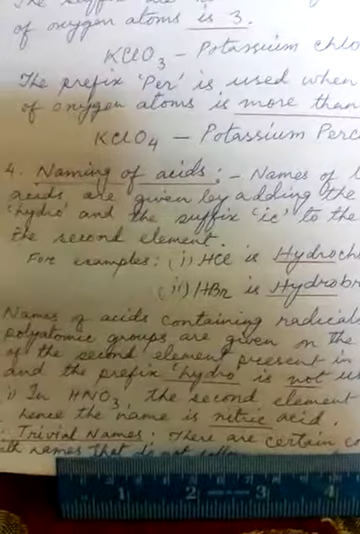 of oxygen atoms is 3.
KClO3 – Potassium chlo
The prefix 'Per' is used when
of oxygen atoms is more than
KClO4 – Potassium Perc
4. Naming of acids :– Names of
acids, are given by adding the
'hydro' and the suffix 'ic' to the
the second element.
For examples : (i) HCl is Hydroch
(ii) HBr is Hydrobr
Names of acids containing radical
polyatomic groups are given on the
of the second element present in
and the prefix 'hydro' is not us
i) In HNO3, the second element
hence the name is nitric acid.
Trivial Names : There are certain co
names that do not
1 2 3 4